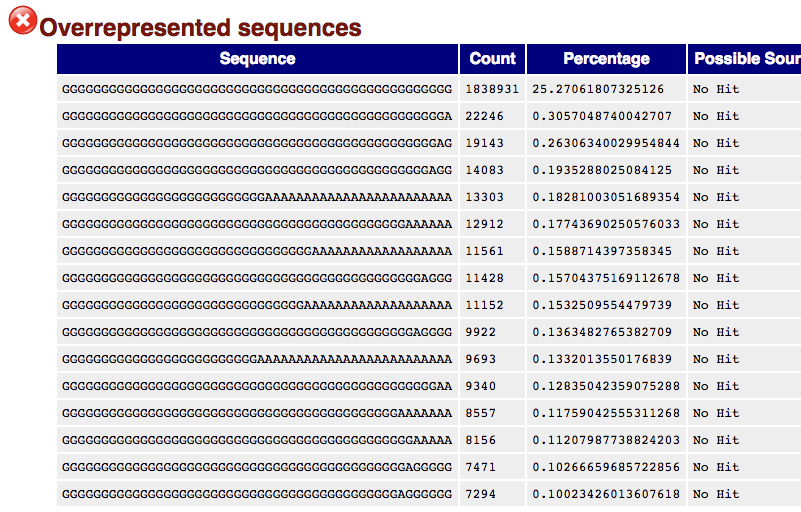 Overrepresented sequences
Sequence Count Percentage Possible Sour
GGGGGGGGGGGGGGGGGGGGGGGGGGGGGGGGGGGGGGGGGGGGGGGGGG 1838931 25.27061807325126 No Hit
GGGGGGGGGGGGGGGGGGGGGGGGGGGGGGGGGGGGGGGGGGGGGGGGGA 22246 0.3057048740042707 No Hit
GGGGGGGGGGGGGGGGGGGGGGGGGGGGGGGGGGGGGGGGGGGGGGGGAG 19143 0.26306340029954844 No Hit
GGGGGGGGGGGGGGGGGGGGGGGGGGGGGGGGGGGGGGGGGGGGGGGAGG 14083 0.1935288025084125 No Hit
GGGGGGGGGGGGGGGGGGGGGGGGGGAAAAAAAAAAAAAAAAAAAAAAAA 13303 0.18281003051689354 No Hit
GGGGGGGGGGGGGGGGGGGGGGGGGGGGGGGGGGGGGGGGGGGGAAAAAA 12912 0.17743690250576033 No Hit
GGGGGGGGGGGGGGGGGGGGGGGGGGGGGGGGAAAAAAAAAAAAAAAAAA 11561 0.1588714397358345 No Hit
GGGGGGGGGGGGGGGGGGGGGGGGGGGGGGGGGGGGGGGGGGGGGGAGGG 11428 0.15704375169112678 No Hit
GGGGGGGGGGGGGGGGGGGGGGGGGGGGGGGAAAAAAAAAAAAAAAAAAA 11152 0.1532509554479739 No Hit
GGGGGGGGGGGGGGGGGGGGGGGGGGGGGGGGGGGGGGGGGGGGGAGGGG 9922 0.1363482765382709 No Hit
GGGGGGGGGGGGGGGGGGGGGGGGGAAAAAAAAAAAAAAAAAAAAAAAAA 9693 0.1332013550176839 No Hit
GGGGGGGGGGGGGGGGGGGGGGGGGGGGGGGGGGGGGGGGGGGGGGGGAA 9340 0.12835042359075288 No Hit
GGGGGGGGGGGGGGGGGGGGGGGGGGGGGGGGGGGGGGGGGGGAAAAAAA 8557 0.11759042555311268 No Hit
GGGGGGGGGGGGGGGGGGGGGGGGGGGGGGGGGGGGGGGGGGGGGAAAAA 8156 0.11207987738824203 No Hit
GGGGGGGGGGGGGGGGGGGGGGGGGGGGGGGGGGGGGGGGGGGGAGGGGG 7471 0.10266659685722856 No Hit
GGGGGGGGGGGGGGGGGGGGGGGGGGGGGGGGGGGGGGGGGGGAGGGGGG 7294 0.10023426013607618 No Hit